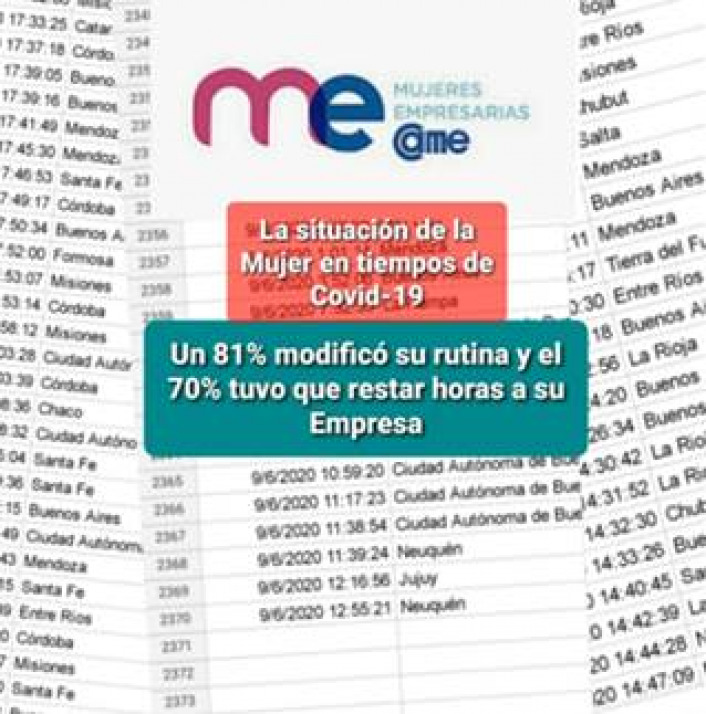 me
MUJERES
EMPRESARIAS
@me
La situación de la
Mujer en tiempos de
Covid-19
Un 81% modificó su rutina y el
70% tuvo que restar horas a su
Empresa
17:33:25 Catar
17:37:18 Córdo
17:39:05 Bueno
17:39:16 Buenos
17:41:49 Mendoz
17:45:30 Mendoz
7:46:53 Santa Fe
7:49:17 Córdoba
7:50:34 Buenos A
52:00 Formosa
53:07 Misiones
53:14 Córdoba
58:12 Misiones
03:28 Ciudad Autór
03:39 Córdoba
8:36 Chaco
8:32 Ciudad Autóno
5:04 Santa Fe
36 Santa Fe
15 Buenos Aires
49 Ciudad Autónom
43 Mendoza
15 Santa Fe
Entre Rios
0 Córdoba
7 Misiones
Santa Fe
2356
2357
2358
2365 9/6/2020 10:59:20 Ciudad Autónoma de Bue
2366 9/6/2020 11:17:23 Ciudad Autónoma de Bue
2367 9/6/2020 11:38:54 Ciudad Autónoma de Bue
2368 9/6/2020 11:39:24 Neuquén
2369 9/6/2020 12:16:56 Jujuy
2370 9/6/2020 12:55:21 Neuquén
2371
2372
2373
re Rios
siones
hubut
Salta
Mendoza
Buenos Aires
11 Mendoza
17 Tierra del Fu
0:30 Entre Rios
18 Buenos Ai
:56 La Rioja
4:20 Buenos
26:34 Buenos
4:30:42 La Rioj
4:31:52 La Rio
14:32:30 Chub
14:33:26 Bue
14:40:45 Sa
0 14:42:39 La
20 14:44:28 N
020 14:47:09